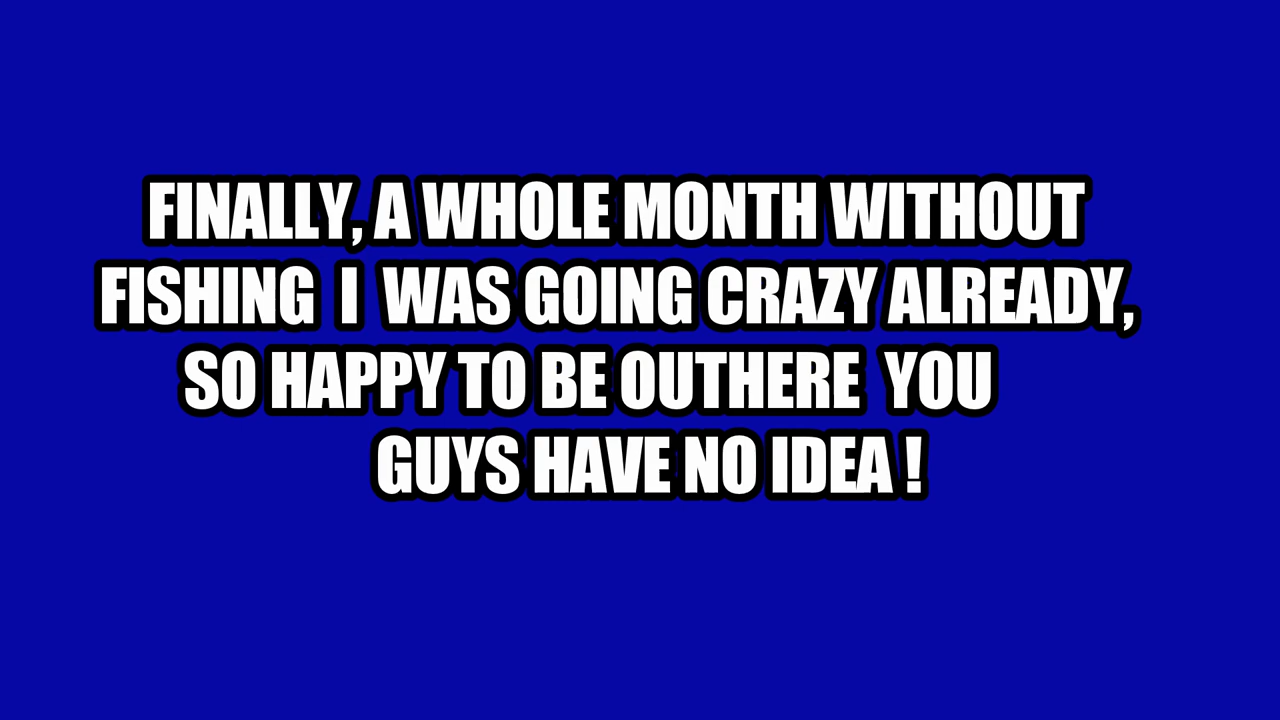 FINALLY, A WHOLE MONTH WITHOUT
FISHING I WAS GOING CRAZY ALREADY,
SO HAPPY TO BE OUTHERE YOU
GUYS HAVE NO IDEA !